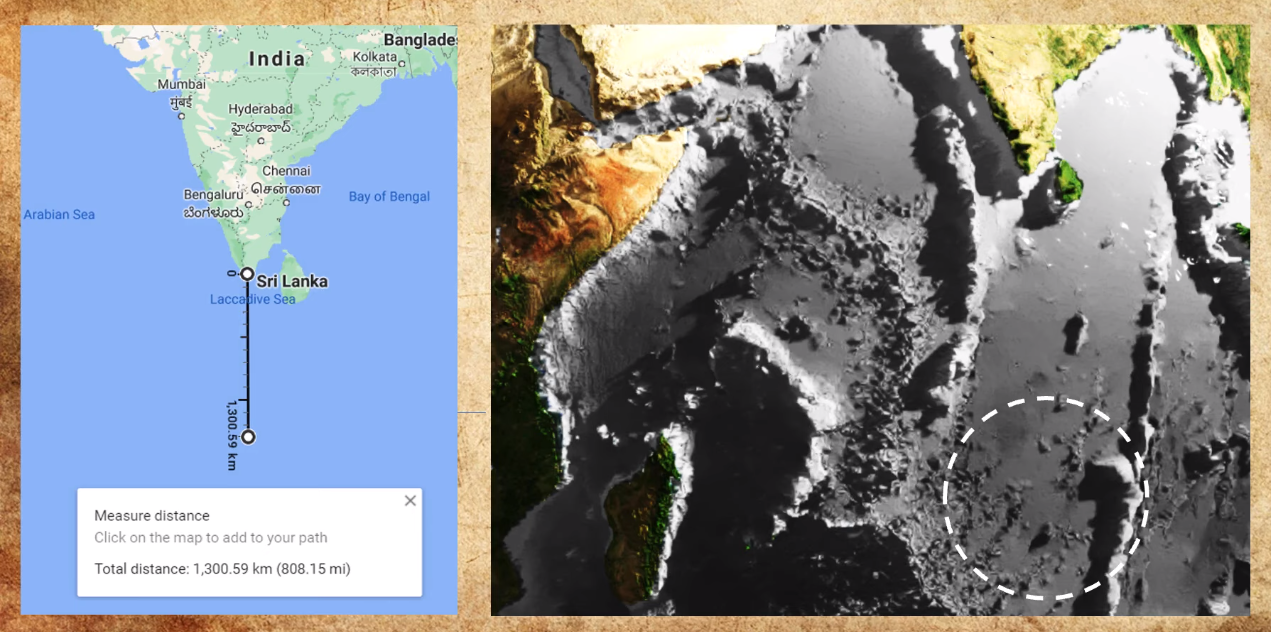 Banglades
India
Kolkata
কলকাতা
Mumbai
मुंबई
Hyderabad
హైదరాబాద్
Chennai
சென்னை
Bengaluru
ಬೆಂಗಳೂರು
Bay of Bengal
Arabian Sea
0
Sri Lanka
Laccadive Sea
1,300.59 km
Measure distance
Click on the map to add to your path
Total distance: 1,300.59 km (808.15 mi)